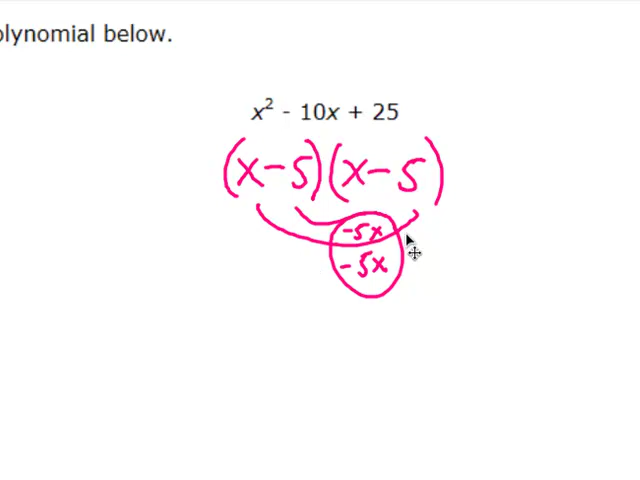 olynomial below.
x² - 10x + 25
(x - 5)(x - 5)
-5x
-5x